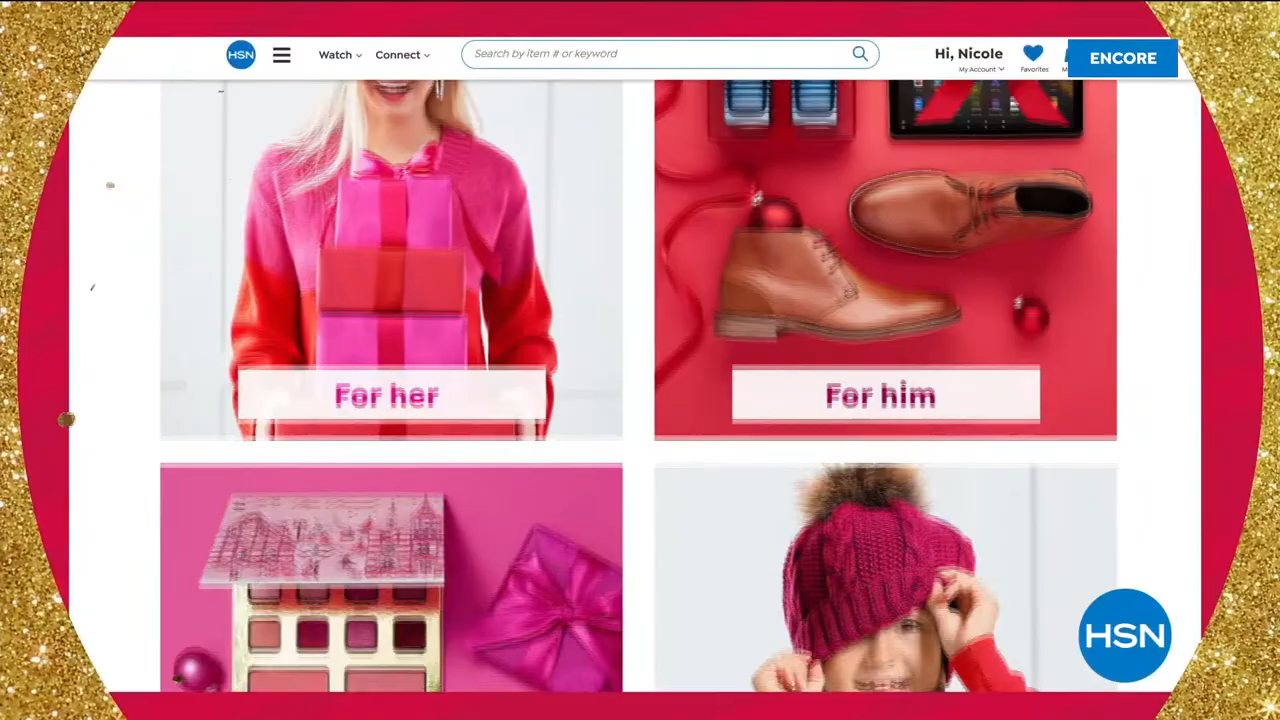 HSN
Watch
Connect
Search by item # or keyword
Hi, Nicole
My Account
Favorites
ENCORE
For her
For him
HSN